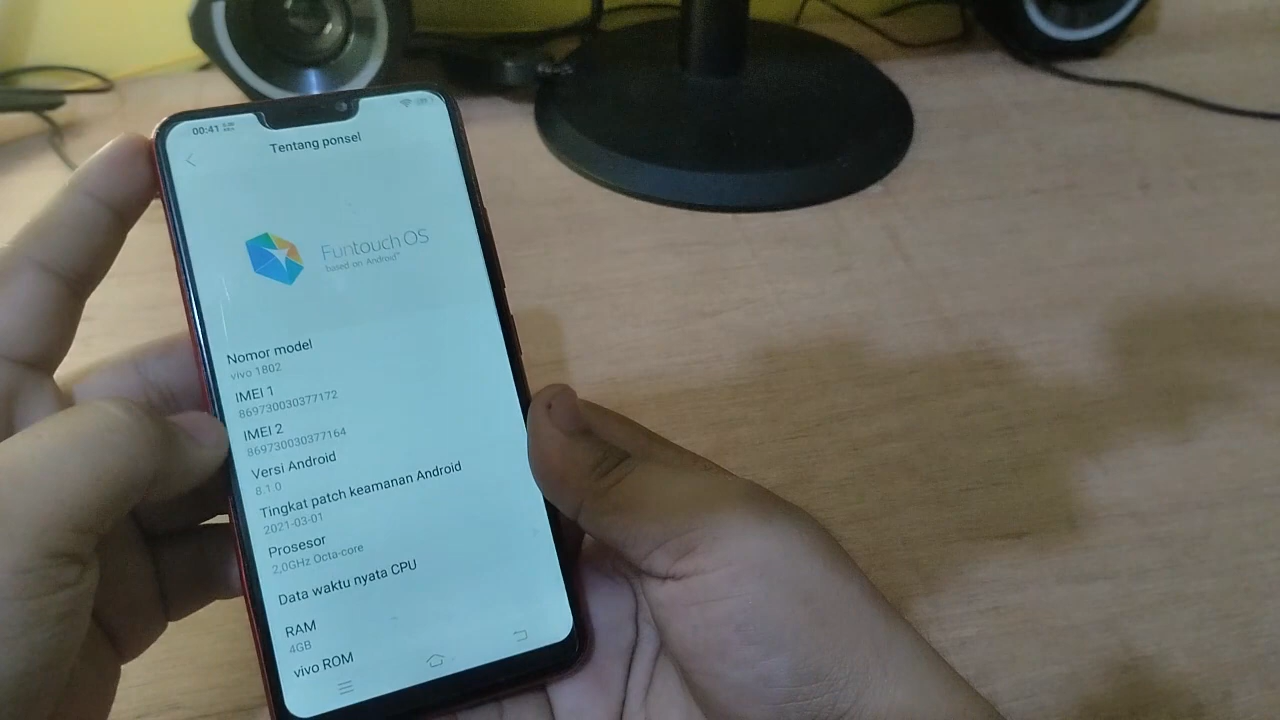 00:41
Tentang ponsel
Funtouch OS
based on Android™
Nomor model
vivo 1802
IMEI 1
869730030377172
IMEI 2
869730030377164
Versi Android
8.1.0
Tingkat patch keamanan Android
2021-03-01
Prosesor
2,0GHz Octa-core
Data waktu nyata CPU
RAM
4GB
vivo ROM